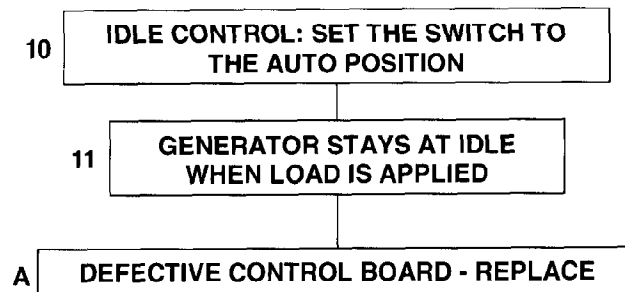 10 IDLE CONTROL: SET THE SWITCH TO
THE AUTO POSITION
11 GENERATOR STAYS AT IDLE
WHEN LOAD IS APPLIED
A DEFECTIVE CONTROL BOARD - REPLACE